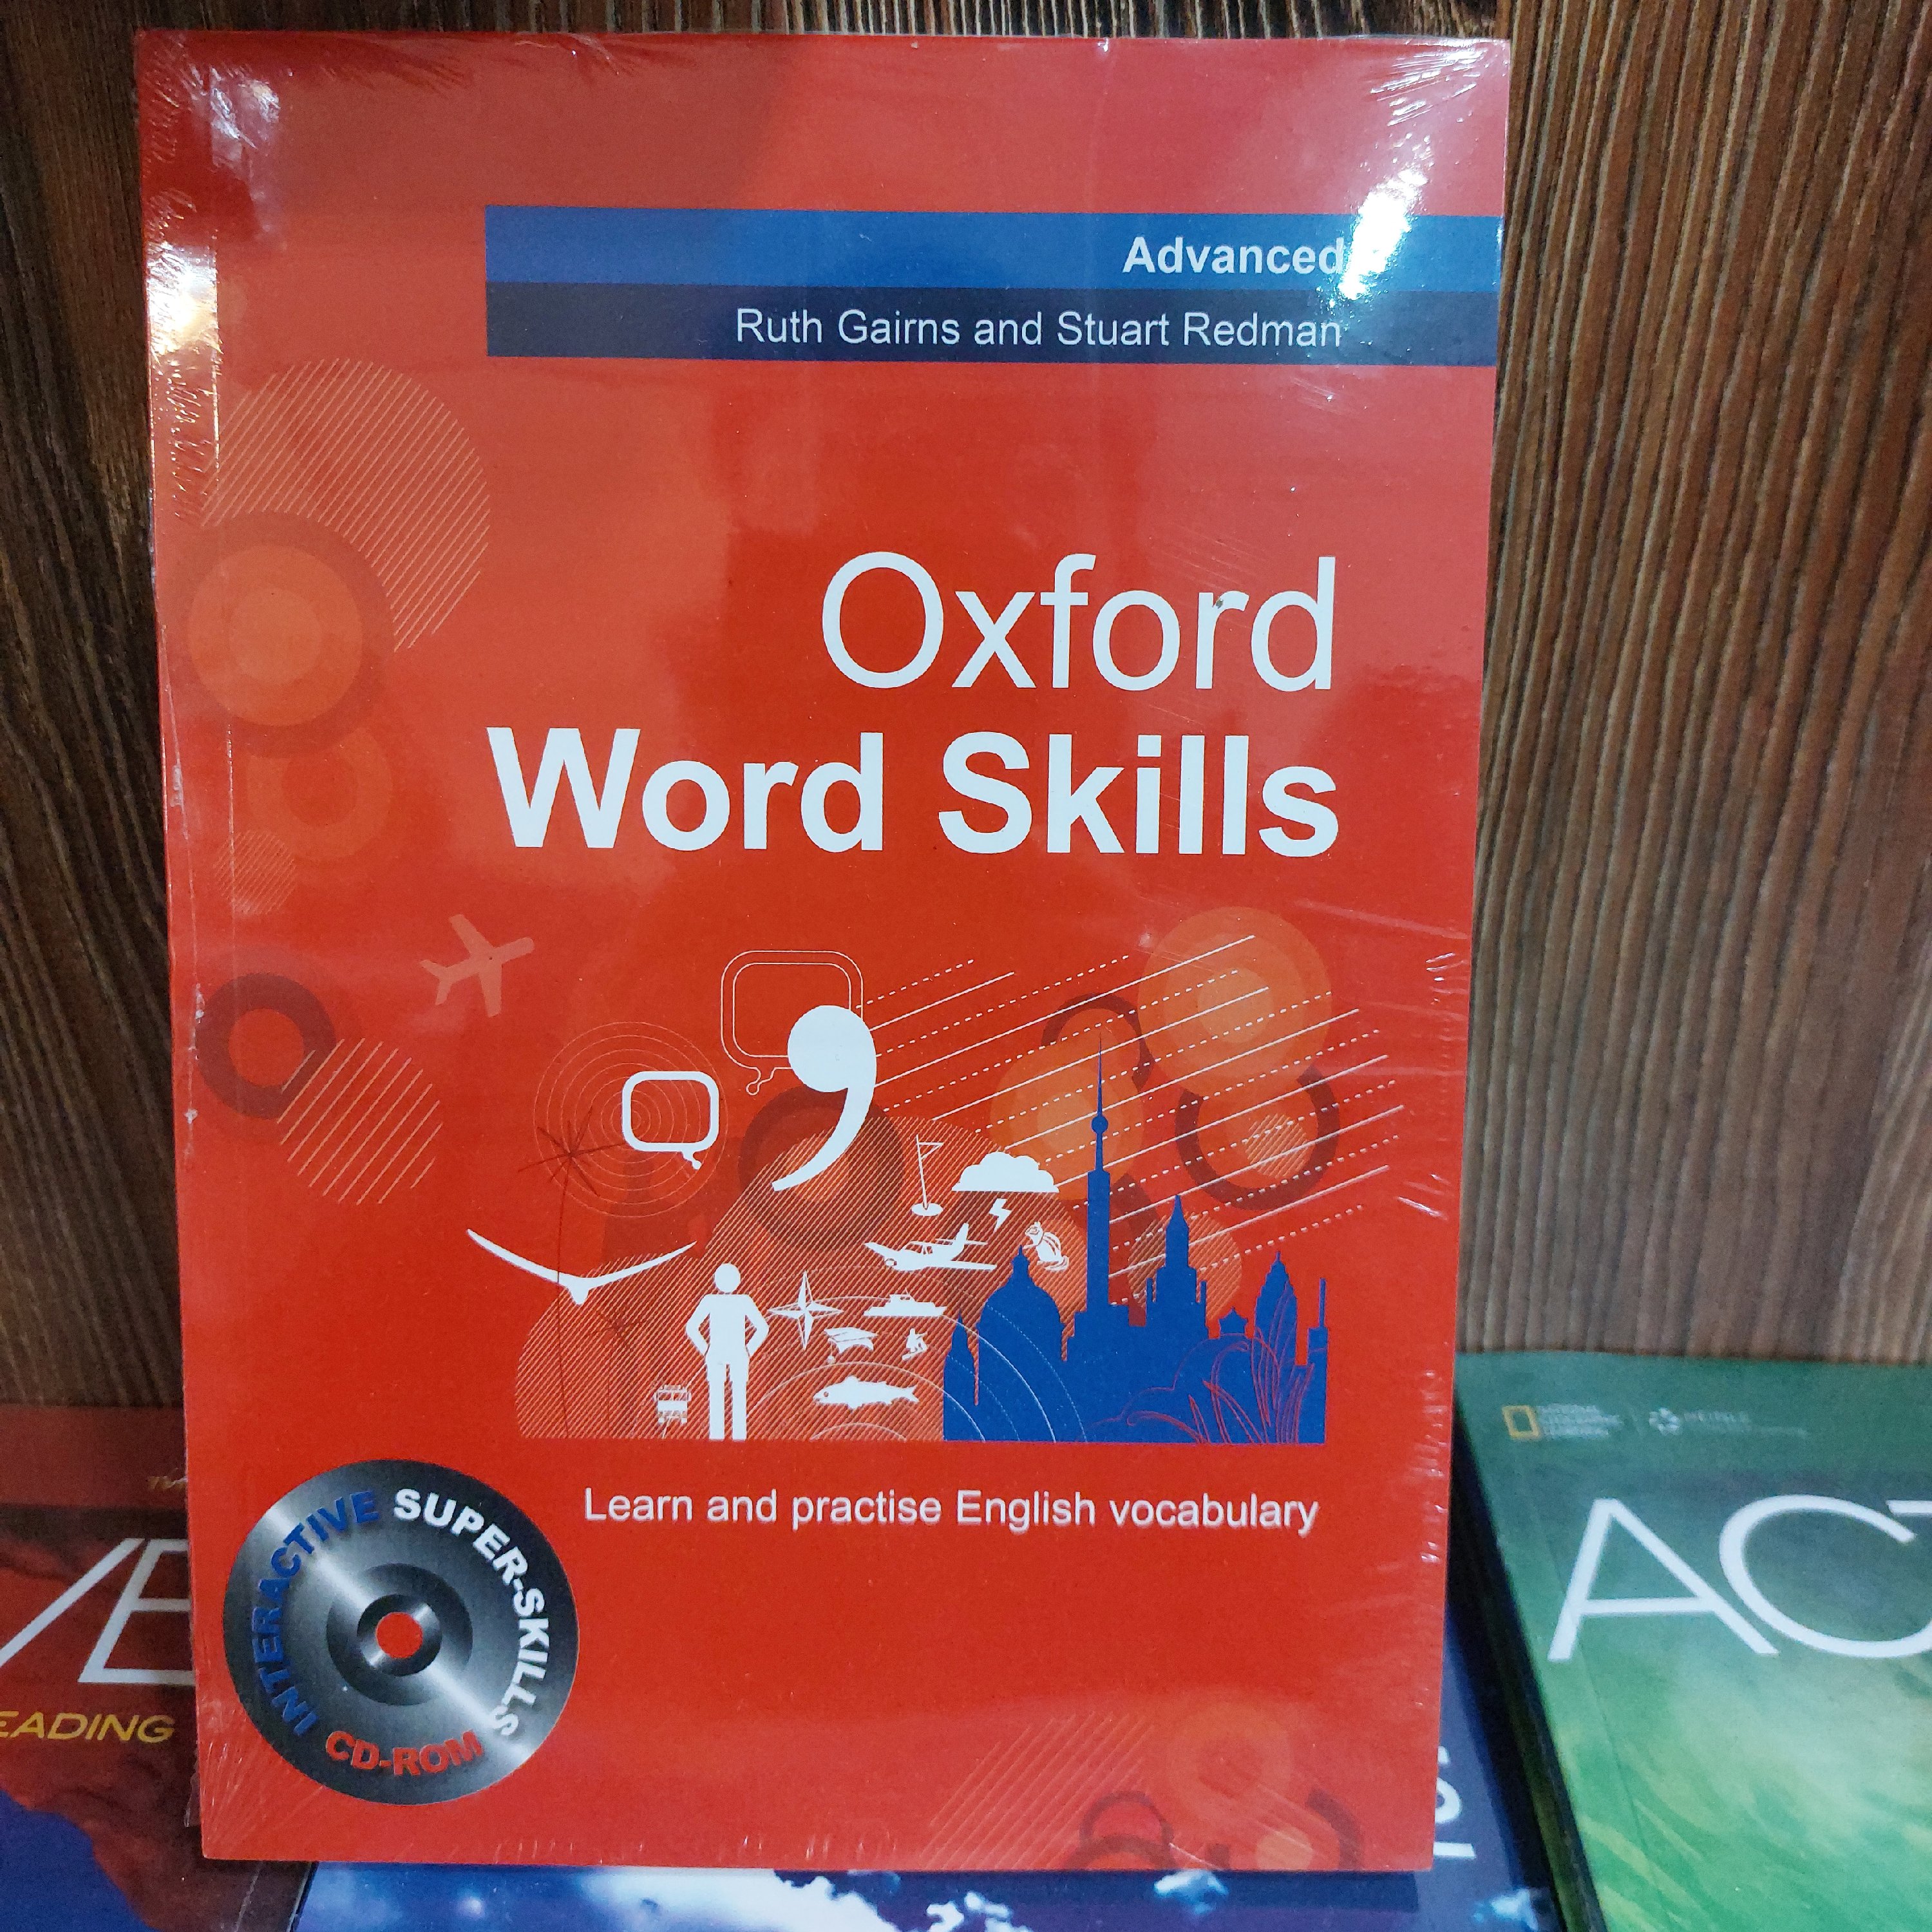 Advanced
Ruth Gairns and Stuart Redman
Oxford
Word Skills
Learn and practise English vocabulary
INTERACTIVE SUPER-SKILLS
CD-ROM
EADING
ACT